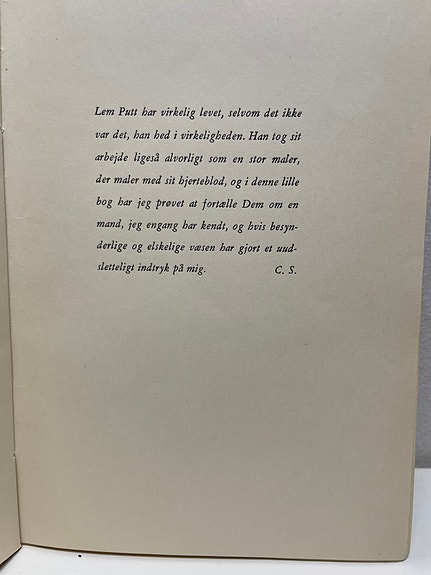 Lem Putt har virkelig levet, selvom det ikke
var det, han hed i virkeligheden. Han tog sit
arbejde ligeså alvorligt som en stor maler,
der maler med sit hjerteblod, og i denne lille
bog har jeg prøvet at fortælle Dem om en
mand, jeg engang har kendt, og hvis besyn-
derlige og elskelige væsen har gjort et uud-
sletteligt indtryk på mig. C. S.